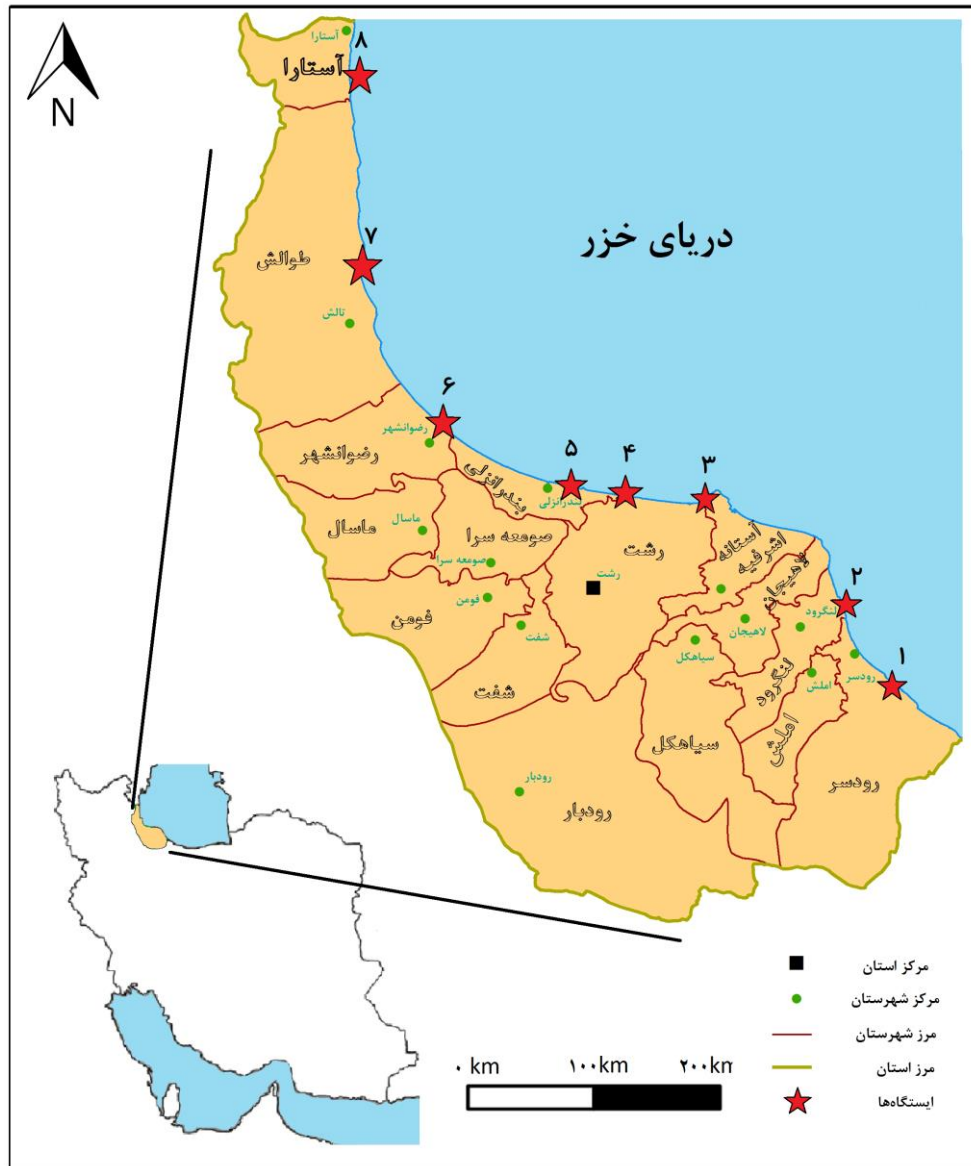 آستارا
۸
آستارا
N
۷
دریای خزر
طوالش
تالش
۶
رضوانشهر
رضوانشهر
بندرانزلی
۵
۴
۳
بندرانزلی
ماسال
ماسال
صومعه سرا
صومعه سرا
رشت
رشت
آستانه
اشرفیه
لاهیجان
۲
لنگرود
فومن
فومن
شفت
لاهیجان
سیاهکل
رودسر
۱
املش
لنگرود
شفت
سیاهکل
املش
رودسر
رودبار
رودبار
مرکز استان
مرکز شهرستان
مرز شهرستان
مرز استان
ایستگاه‌ها
۰ km
۱۰۰km
۲۰۰km